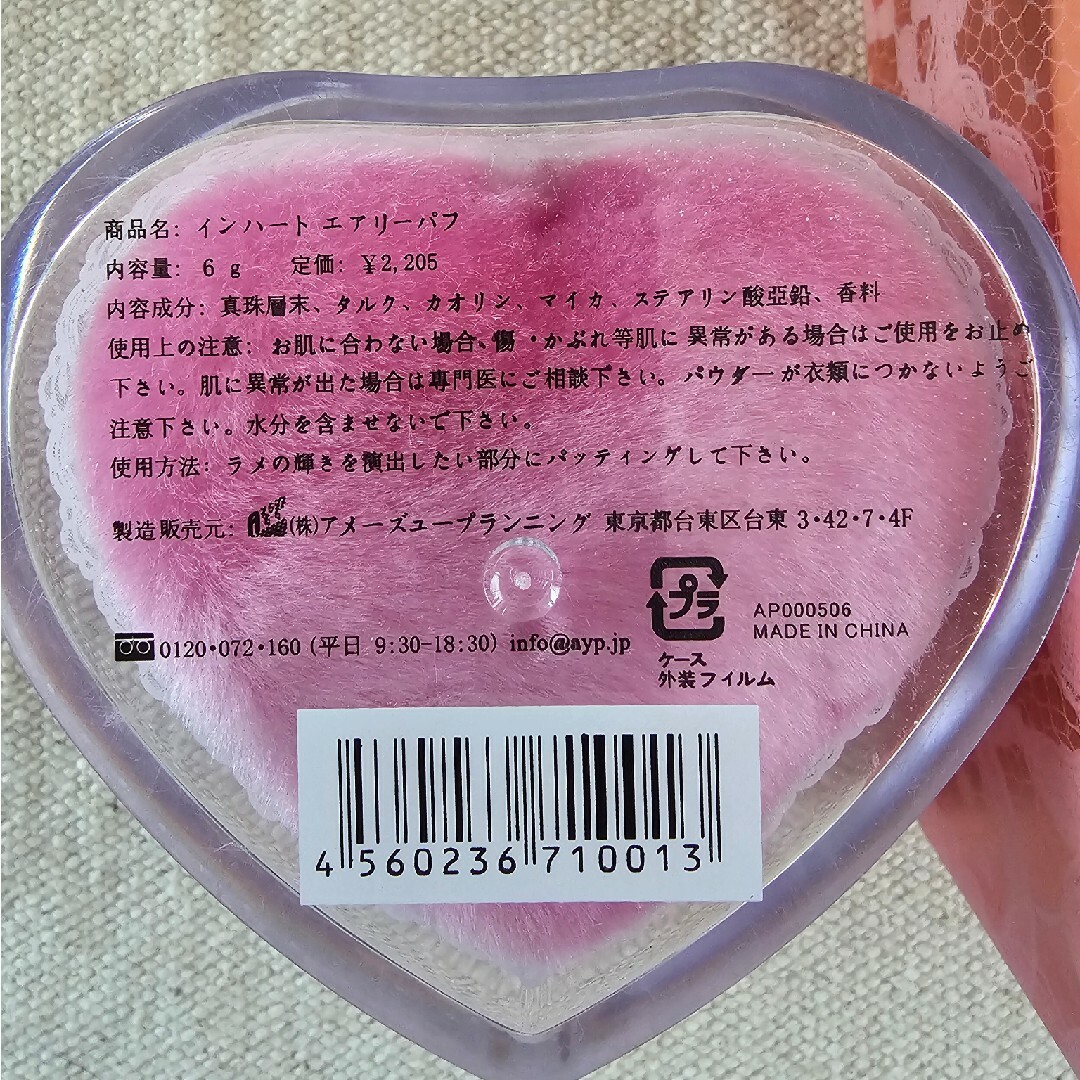 商品名: インハート エアリーパフ
内容量: 6 g 定価: ¥2,205
内容成分: 真珠層末、タルク、カオリン、マイカ、ステアリン酸亜鉛、香料
使用上の注意: お肌に合わない場合、傷・かぶれ等肌に異常がある場合はご使用をお止め
下さい。肌に異常が出た場合は専門医にご相談下さい。パウダーが衣類につかないようご
注意下さい。水分を含ませないで下さい。
使用方法: ラメの輝きを演出したい部分にパッティングして下さい。
製造販売元: (株)アメーズユープランニング 東京都台東区台東 3・42・7・4F
プラ
AP000506
MADE IN CHINA
0120・072・160 (平日 9:30-18:30) info@ayp.jp
ケース
外装フィルム
4 560236 710013